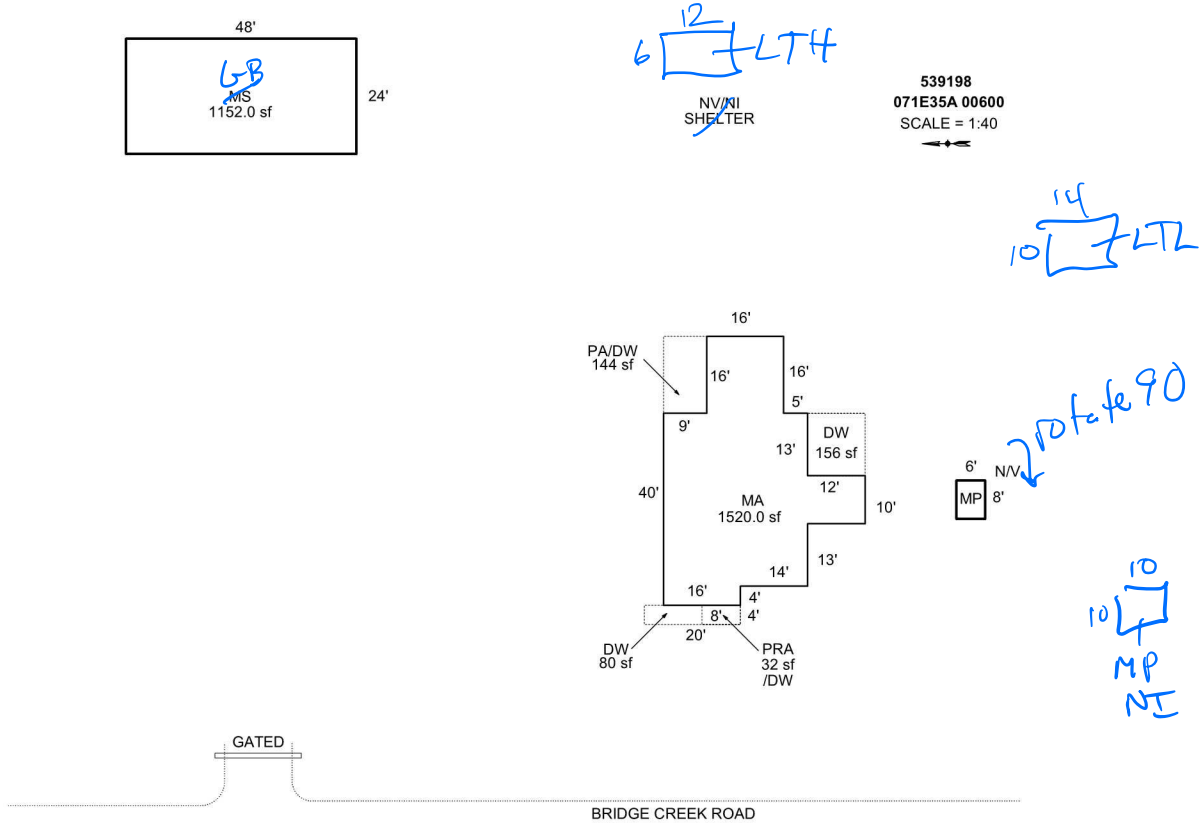 48'
GB
MS
1152.0 sf
24'
12
6
LTH
NV/NI
SHELTER
539198
071E35A 00600
SCALE = 1:40
14
10
LTL
16'
PA/DW
144 sf
16'
16'
5'
9'
DW
156 sf
13'
12'
40'
MA
1520.0 sf
10'
rotate 90
6'
N/V
MP
8'
13'
14'
16'
4'
8'
4'
20'
DW
80 sf
PRA
32 sf
/DW
10
10
MP
NI
GATED
BRIDGE CREEK ROAD